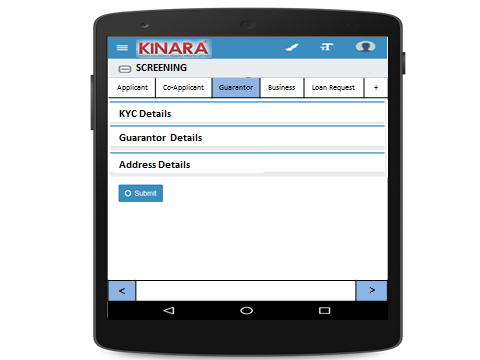 KINARA
SCREENING
Applicant Co-Applicant Guarantor Business Loan Request +
KYC Details
Guarantor Details
Address Details
Submit
< >